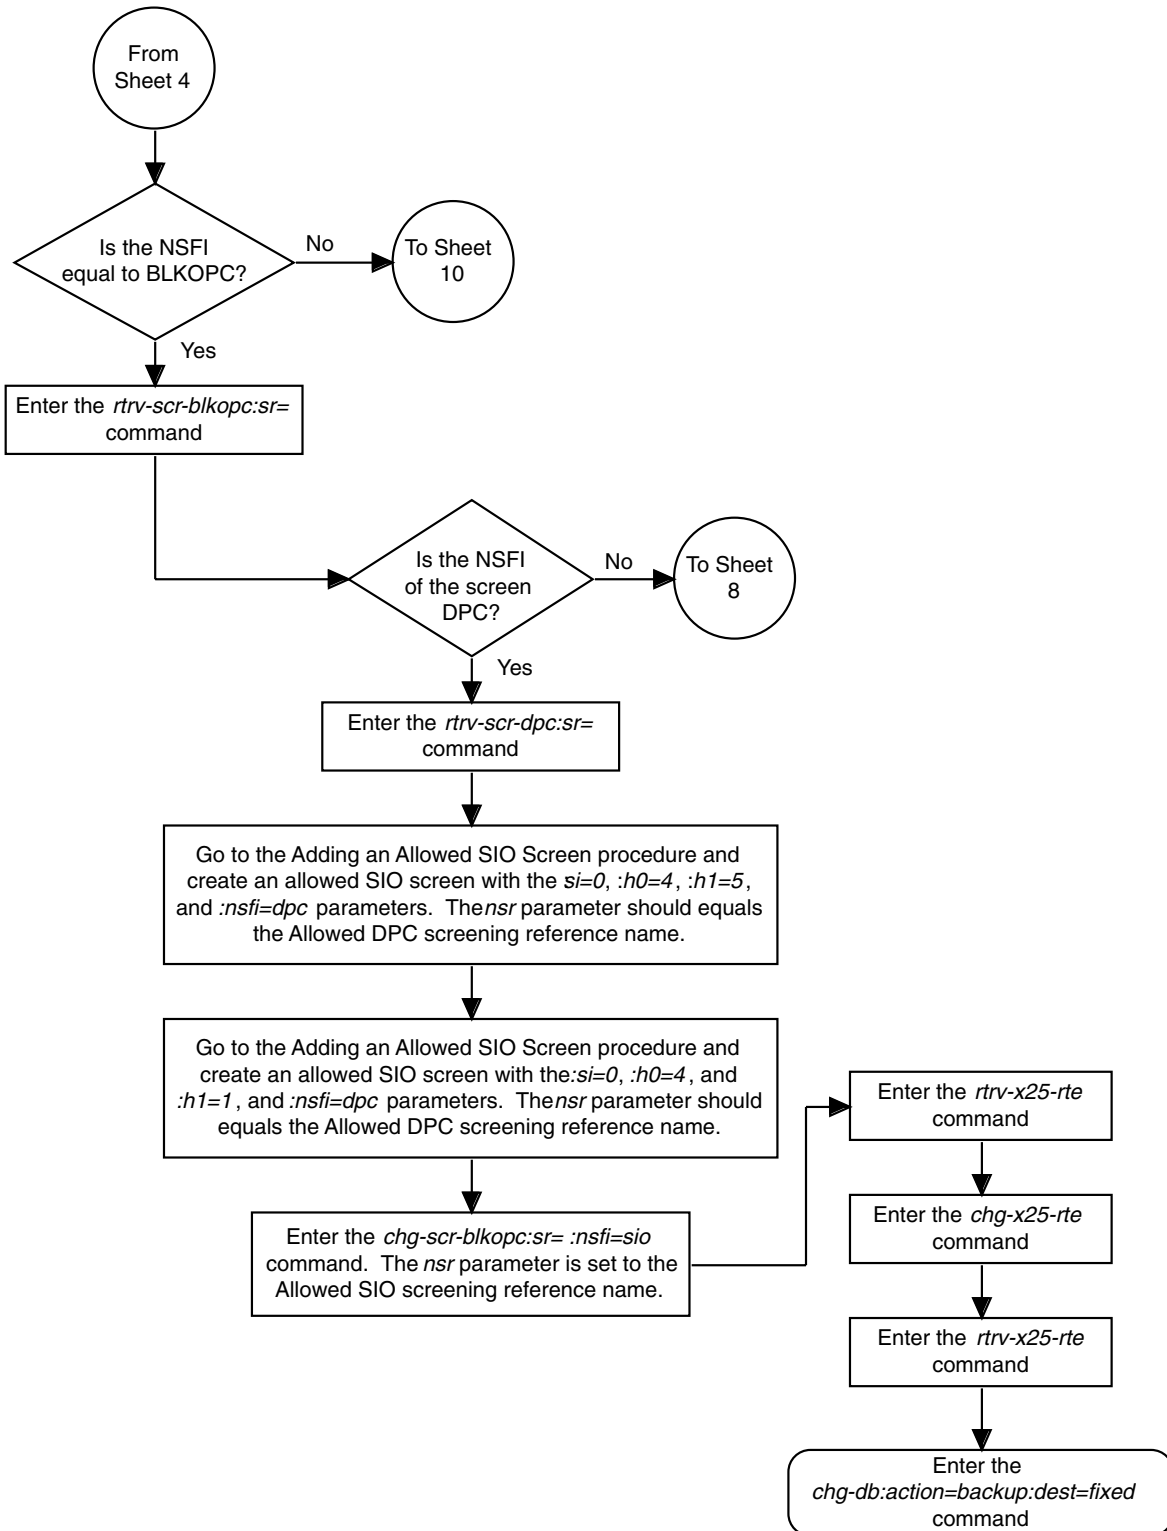 From
Sheet 4
Is the NSFI
equal to BLKOPC?
No
To Sheet
10
Yes
Enter the rtrv-scr-blkopc:sr=
command
Is the NSFI
of the screen
DPC?
No
To Sheet
8
Yes
Enter the rtrv-scr-dpc:sr=
command
Go to the Adding an Allowed SIO Screen procedure and
create an allowed SIO screen with the :si=0, :h0=4, :h1=5,
and :nsfi=dpc parameters. The nsr parameter should equals
the Allowed DPC screening reference name.
Go to the Adding an Allowed SIO Screen procedure and
create an allowed SIO screen with the :si=0, :h0=4, and
:h1=1, and :nsfi=dpc parameters. The nsr parameter should
equals the Allowed DPC screening reference name.
Enter the chg-scr-blkopc:sr= :nsfi=sio
command. The nsr parameter is set to the
Allowed SIO screening reference name.
Enter the rtrv-x25-rte
command
Enter the chg-x25-rte
command
Enter the rtrv-x25-rte
command
Enter the
chg-db:action=backup:dest=fixed
command